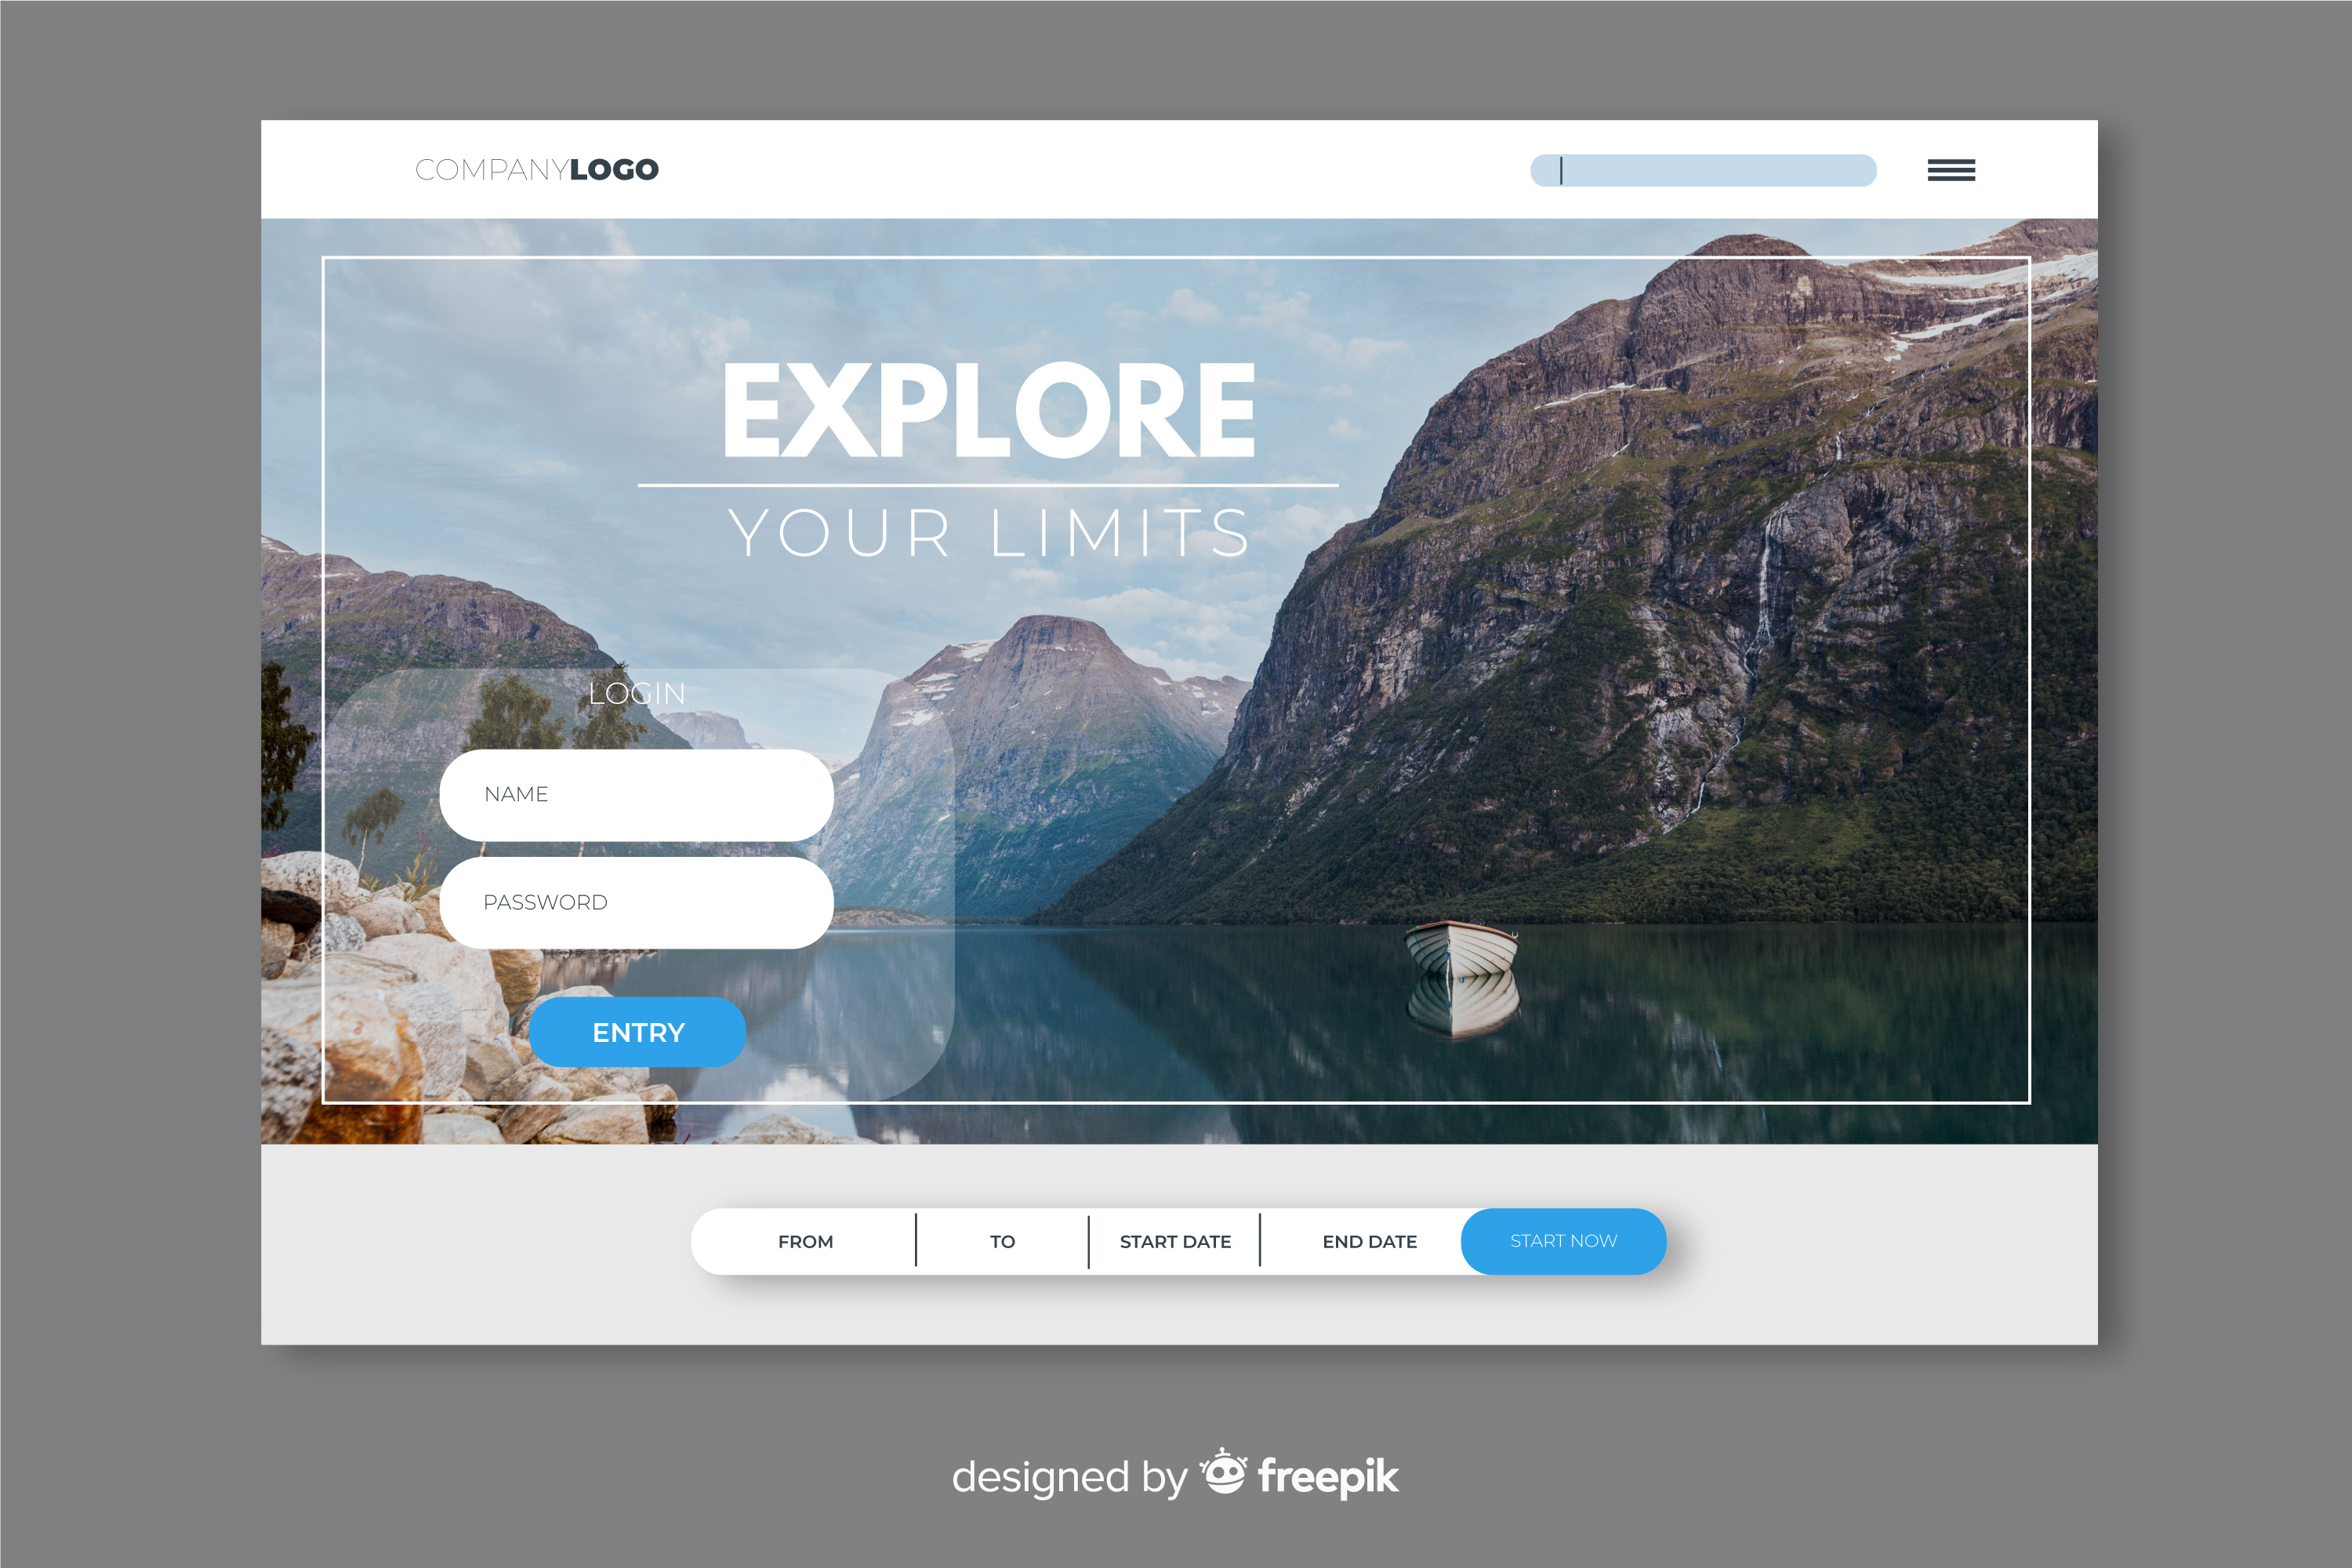 COMPANYLOGO
EXPLORE
YOUR LIMITS
LOGIN
NAME
PASSWORD
ENTRY
FROM TO START DATE END DATE START NOW
designed by freepik